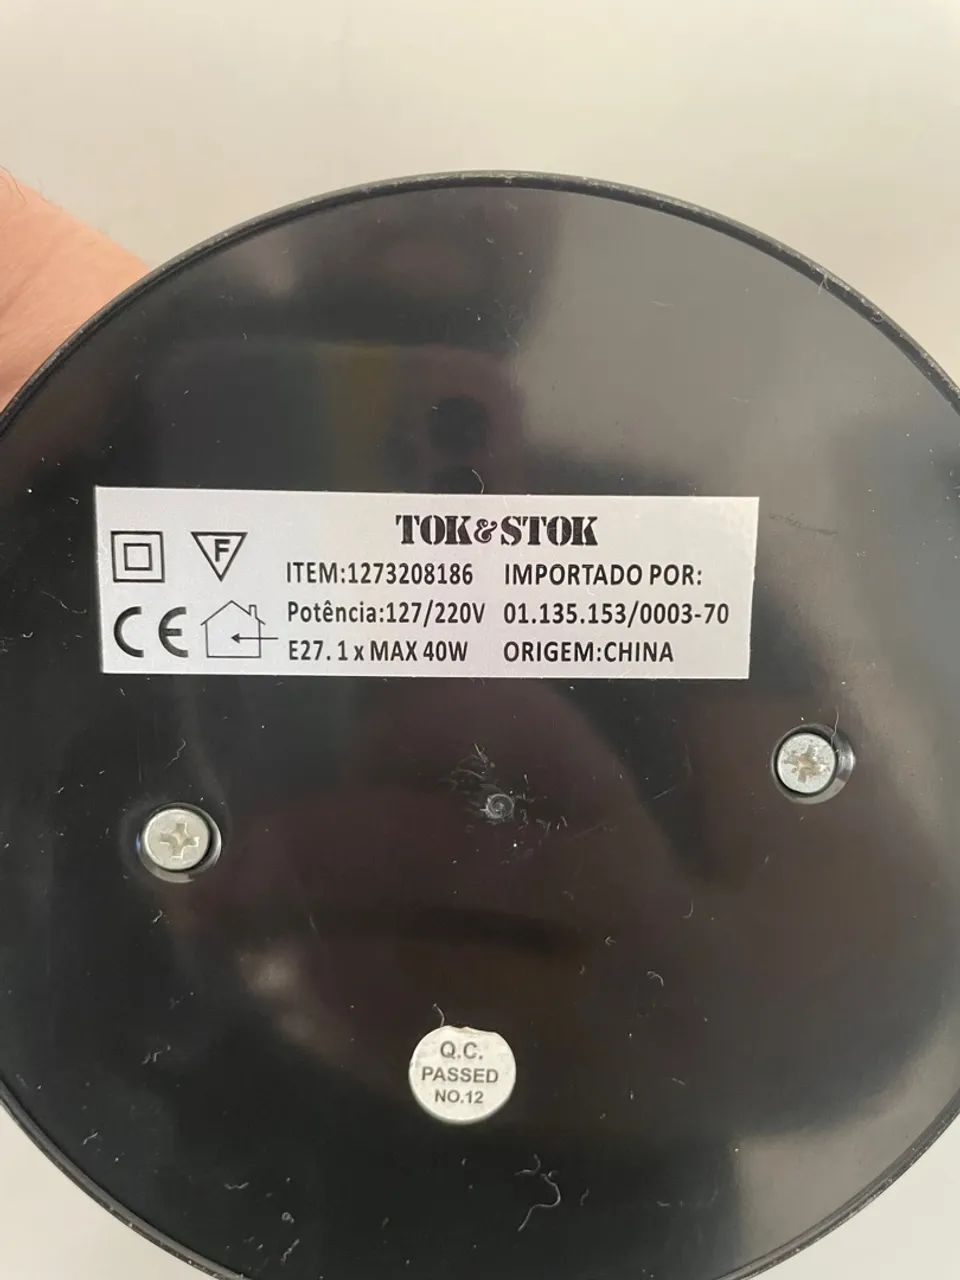 TOK&STOK
F
ITEM:1273208186
Potência:127/220V
E27. 1 x MAX 40W
IMPORTADO POR:
01.135.153/0003-70
ORIGEM:CHINA
CE
Q.C.
PASSED
NO.12